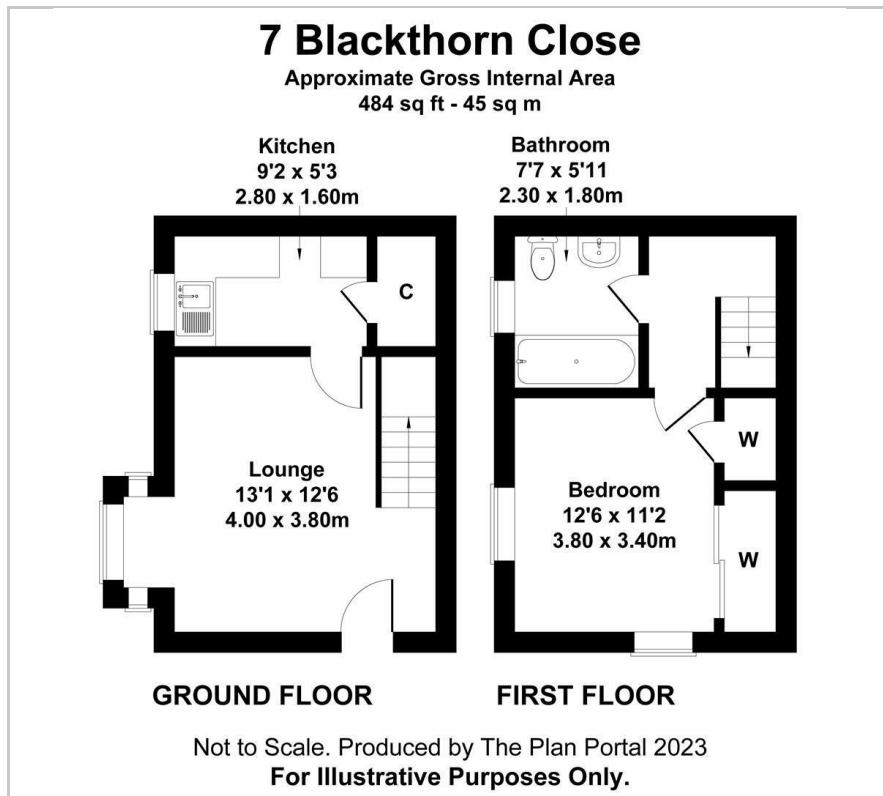 7 Blackthorn Close
Approximate Gross Internal Area
484 sq ft - 45 sq m
Kitchen
9'2 x 5'3
2.80 x 1.60m
Bathroom
7'7 x 5'11
2.30 x 1.80m
C
Lounge
13'1 x 12'6
4.00 x 3.80m
W
Bedroom
12'6 x 11'2
3.80 x 3.40m
W
GROUND FLOOR
FIRST FLOOR
Not to Scale. Produced by The Plan Portal 2023
For Illustrative Purposes Only.